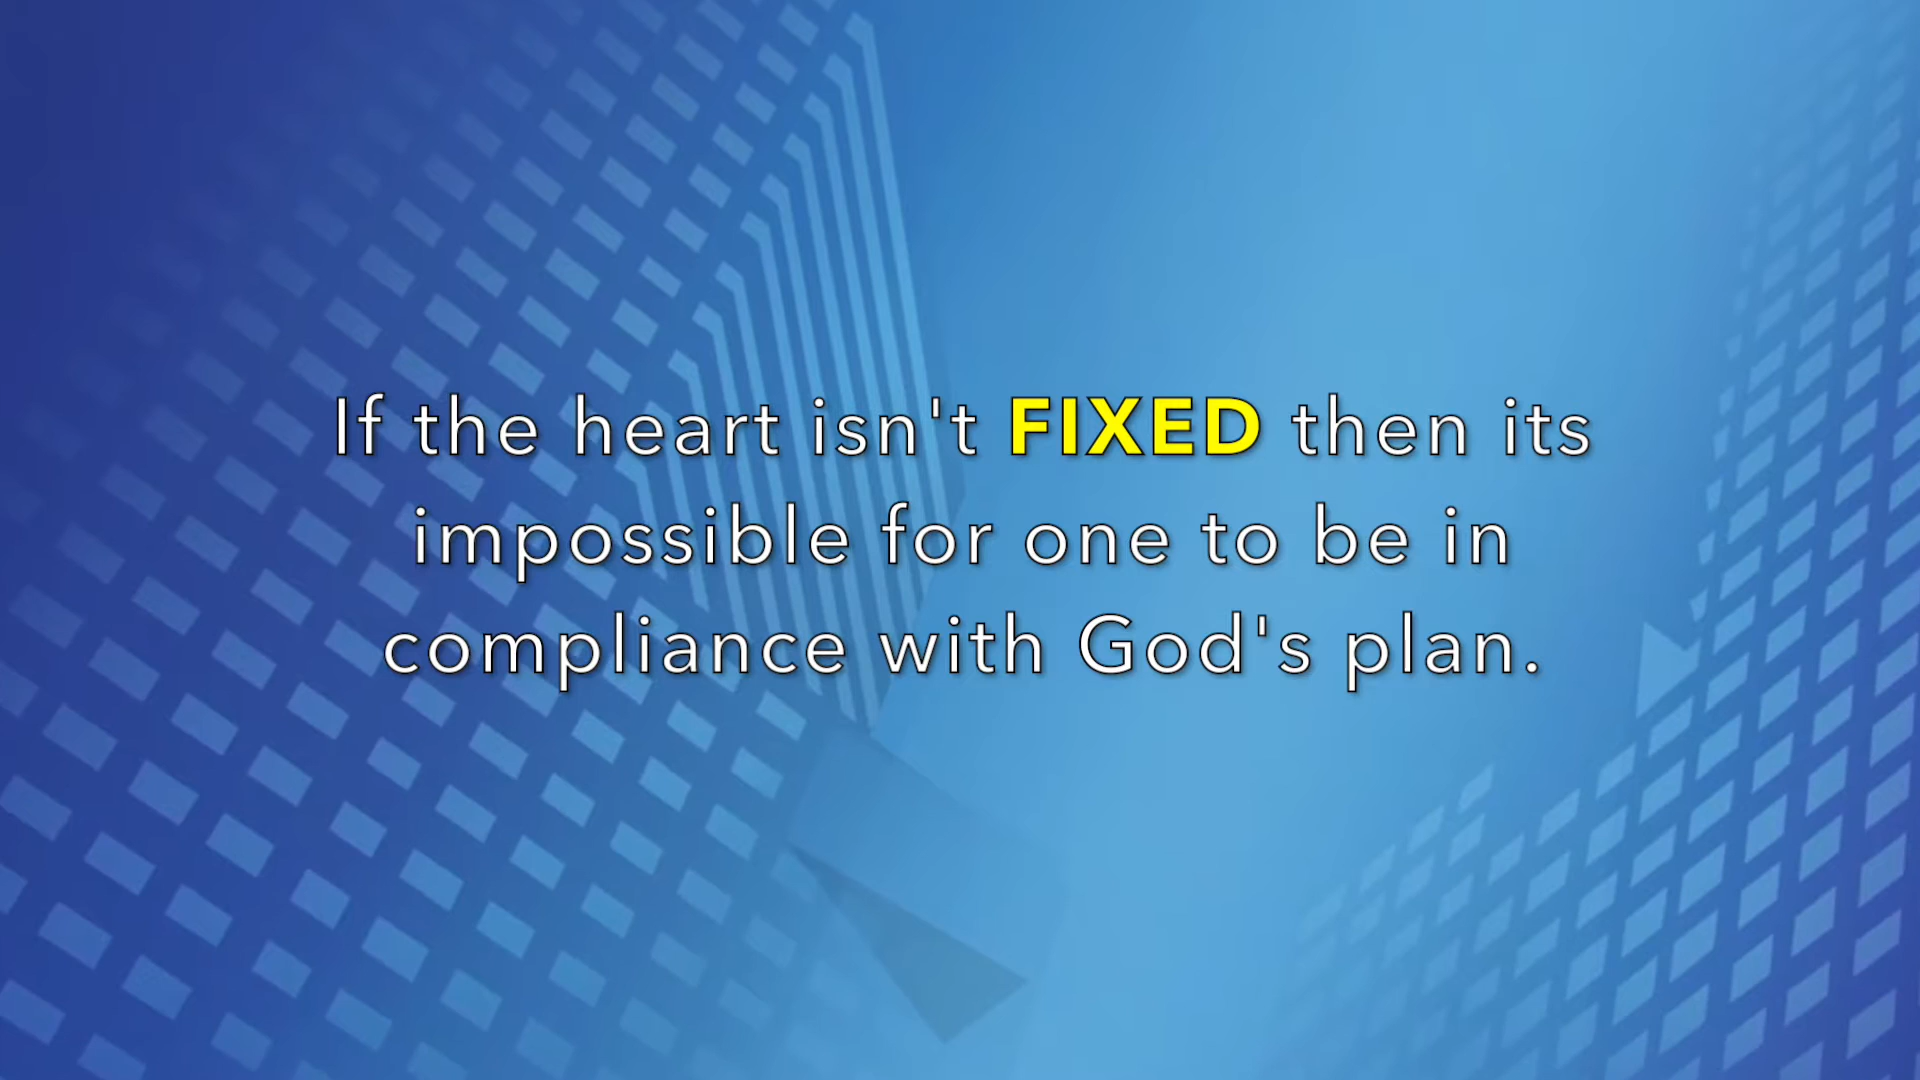 If the heart isn't FIXED then its
impossible for one to be in
compliance with God's plan.